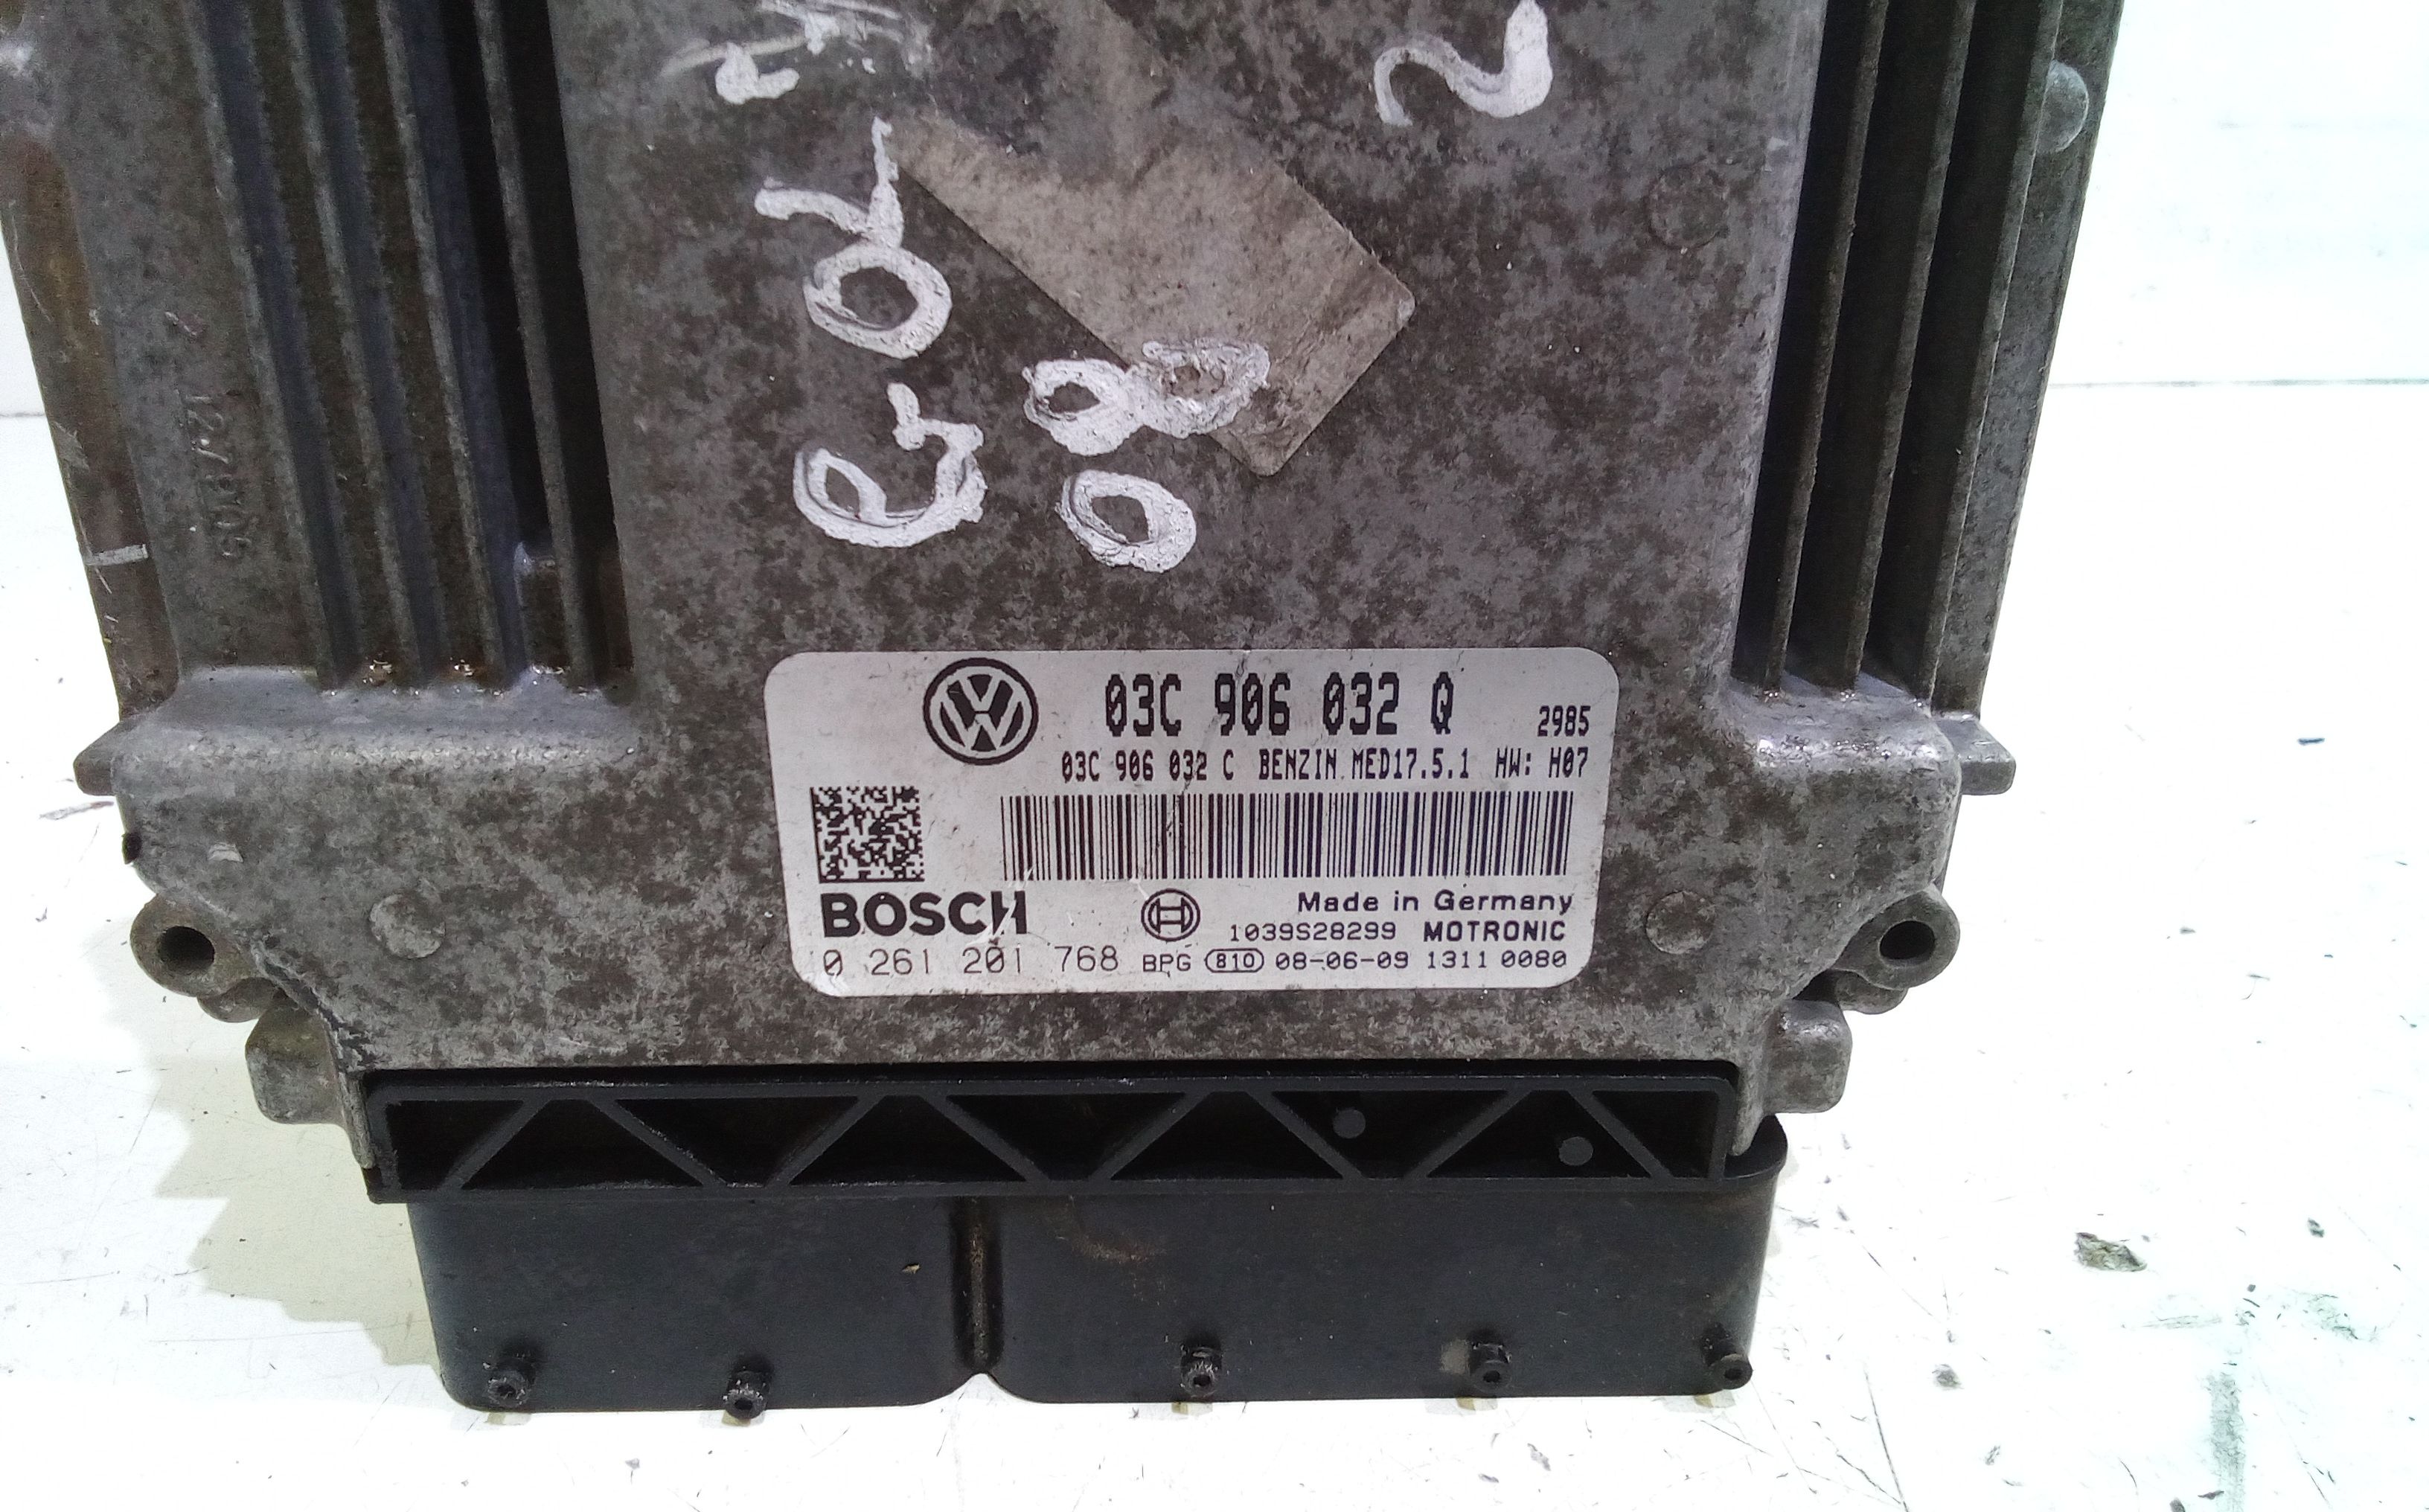 08
03C 906 032 Q 2985
03C 906 032 C BENZIN MED17.5.1 HW: H07
BOSCH
Made in Germany
1039S28299 MOTRONIC
0 261 201 768 BPG 810 08-06-09 1311 0080